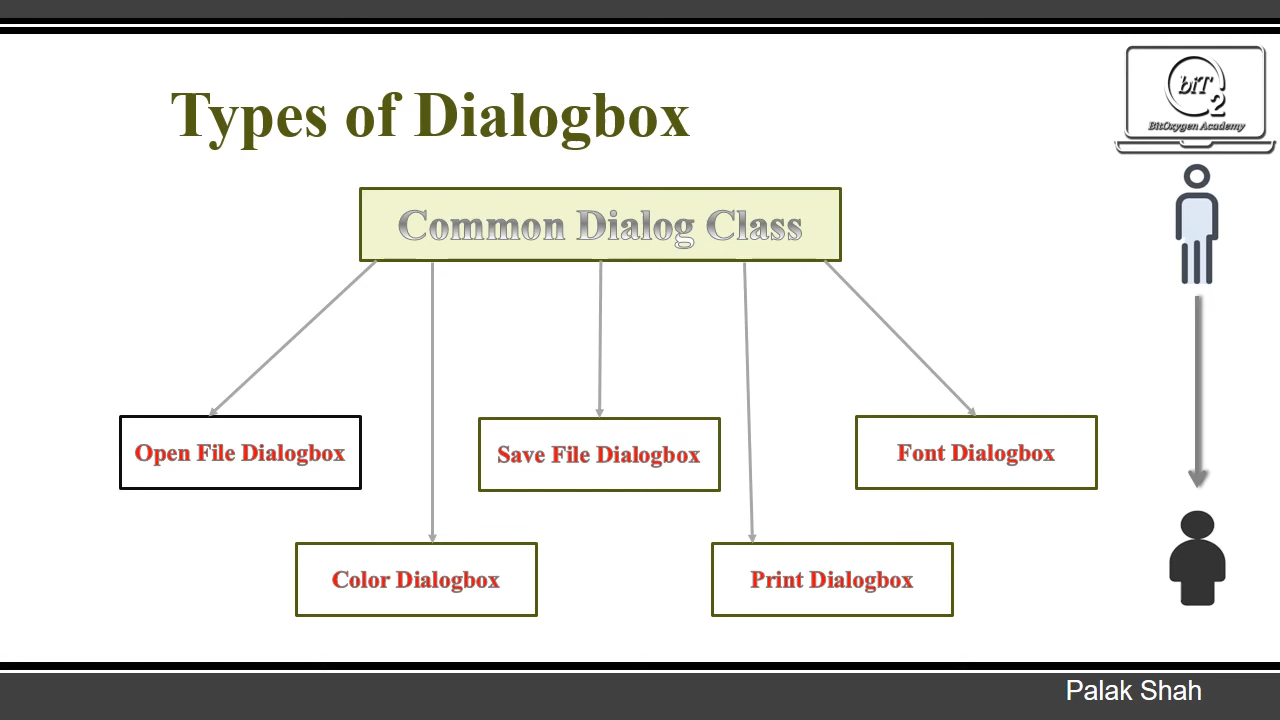 biT
2
BitOxygen Academy
Types of Dialogbox
Common Dialog Class
Open File Dialogbox
Save File Dialogbox
Font Dialogbox
Color Dialogbox
Print Dialogbox
Palak Shah